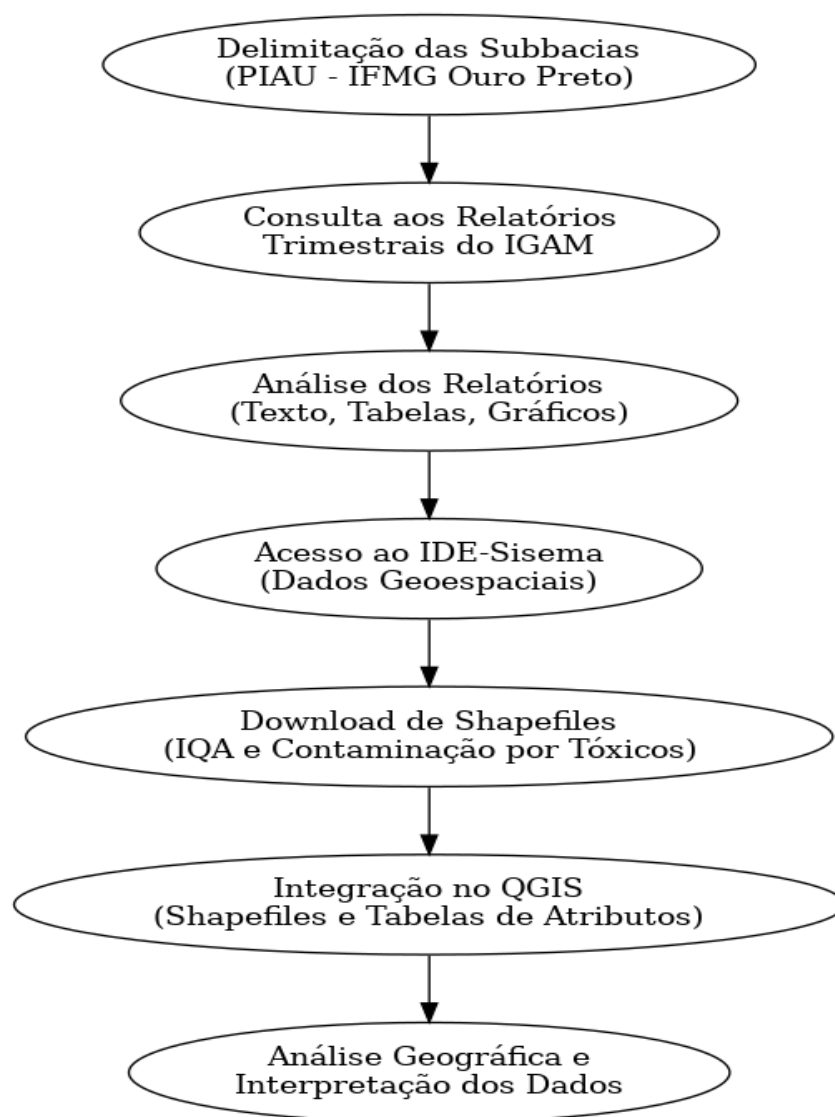 Delimitação das Subbacias
(PIAU - IFMG Ouro Preto)
Consulta aos Relatórios
Trimestrais do IGAM
Análise dos Relatórios
(Texto, Tabelas, Gráficos)
Acesso ao IDE-Sisema
(Dados Geoespaciais)
Download de Shapefiles
(IQA e Contaminação por Tóxicos)
Integração no QGIS
(Shapefiles e Tabelas de Atributos)
Análise Geográfica e
Interpretação dos Dados